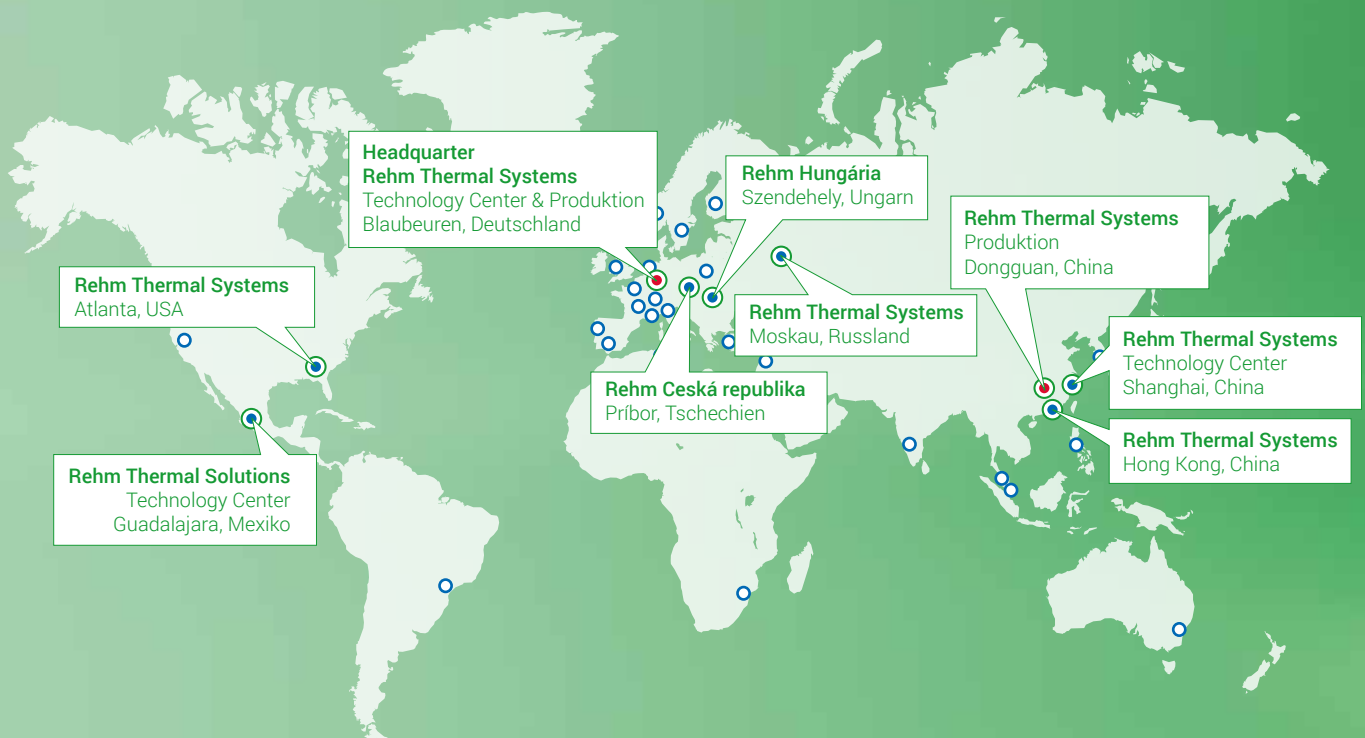 Headquarter
Rehm Thermal Systems
Technology Center & Produktion
Blaubeuren, Deutschland
Rehm Hungária
Szendehely, Ungarn
Rehm Thermal Systems
Produktion
Dongguan, China
Rehm Thermal Systems
Atlanta, USA
Rehm Thermal Systems
Moskau, Russland
Rehm Thermal Systems
Technology Center
Shanghai, China
Rehm Ceská republika
Príbor, Tschechien
Rehm Thermal Systems
Hong Kong, China
Rehm Thermal Solutions
Technology Center
Guadalajara, Mexiko